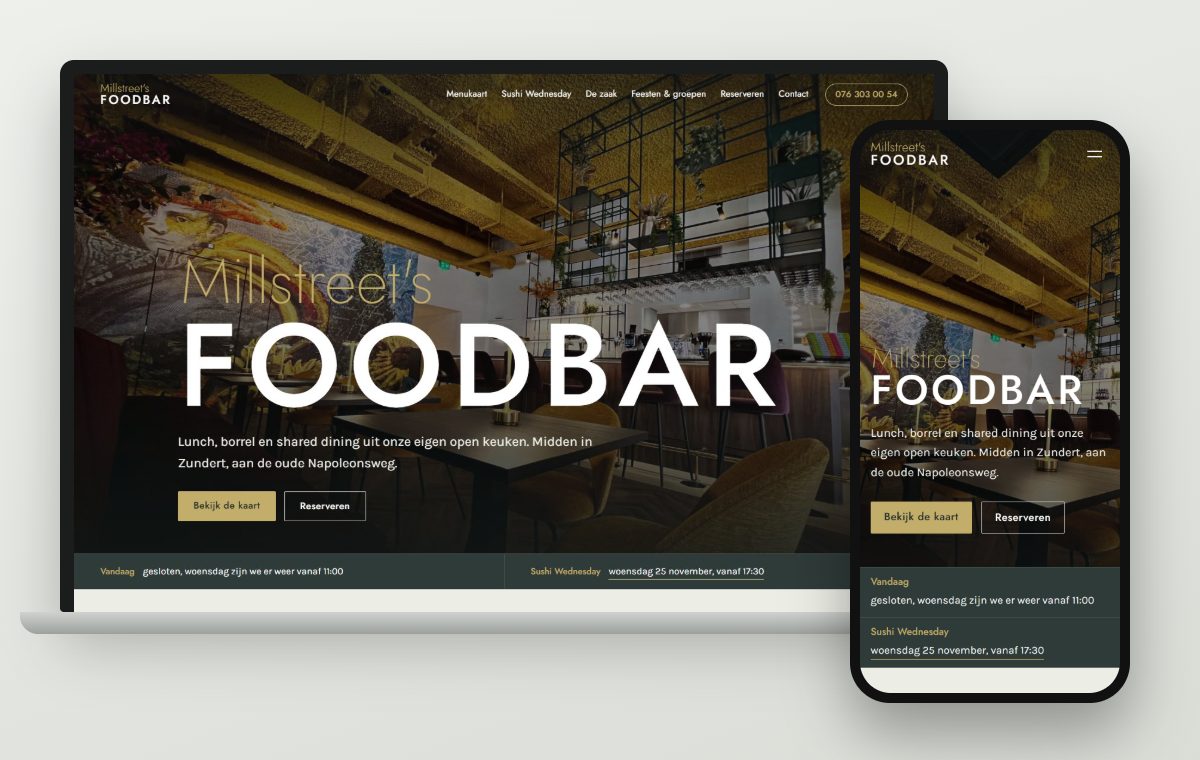 Millstreet's
FOODBAR
Menukaart Sushi Wednesday De zaak Feesten & groepen Reserveren Contact 076 303 00 54
Millstreet's
FOODBAR
Lunch, borrel en shared dining uit onze eigen open keuken. Midden in
Zundert, aan de oude Napoleonsweg.
Bekijk de kaart Reserveren
Vandaag gesloten, woensdag zijn we er weer vanaf 11:00
Sushi Wednesday woensdag 25 november, vanaf 17:30
Millstreet's
FOODBAR
Millstreet's
FOODBAR
Lunch, borrel en shared dining uit onze
eigen open keuken. Midden in Zundert, aan
de oude Napoleonsweg.
Bekijk de kaart Reserveren
Vandaag
gesloten, woensdag zijn we er weer vanaf 11:00
Sushi Wednesday
woensdag 25 november, vanaf 17:30